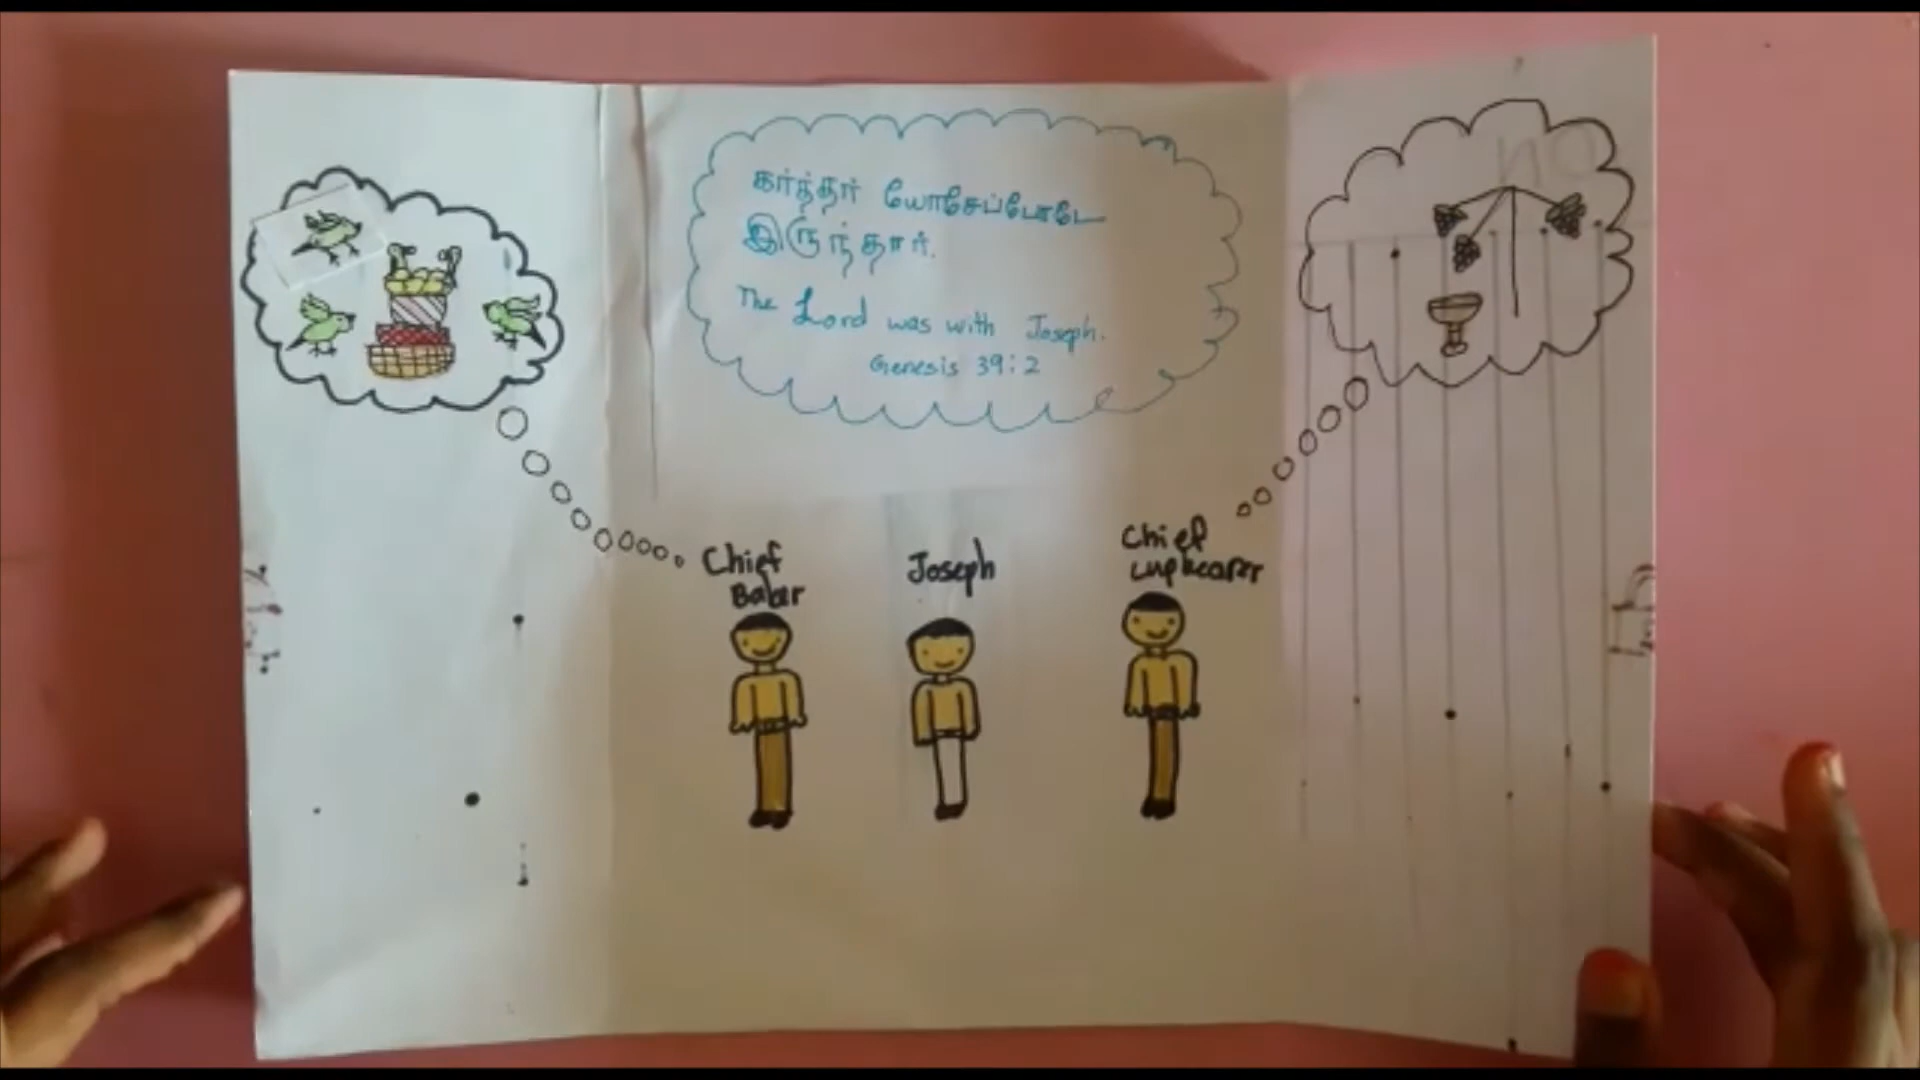 கர்த்தர் யோசேப்போடே
இருந்தார்.
The Lord was with Joseph.
Genesis 39:2
Chief
Baker
Joseph
Chief
cupbearer